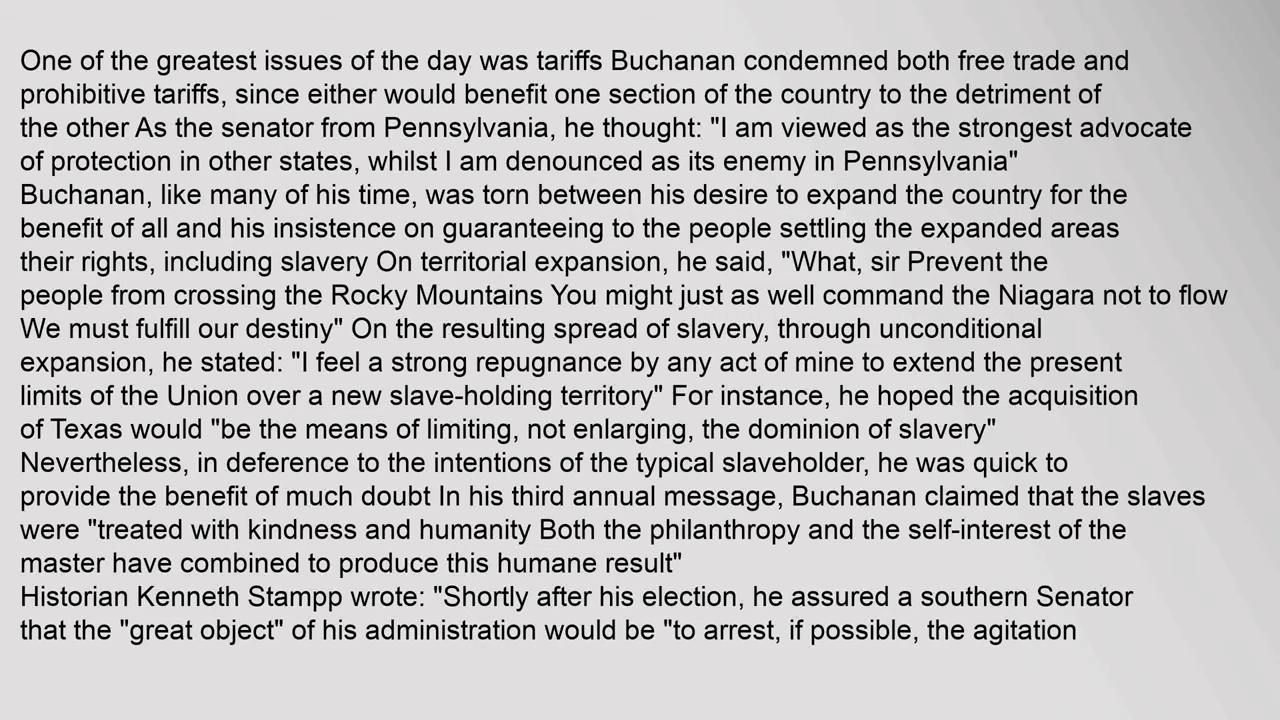 One of the greatest issues of the day was tariffs Buchanan condemned both free trade and
prohibitive tariffs, since either would benefit one section of the country to the detriment of
the other As the senator from Pennsylvania, he thought: "I am viewed as the strongest advocate
of protection in other states, whilst I am denounced as its enemy in Pennsylvania"
Buchanan, like many of his time, was torn between his desire to expand the country for the
benefit of all and his insistence on guaranteeing to the people settling the expanded areas
their rights, including slavery On territorial expansion, he said, "What, sir Prevent the
people from crossing the Rocky Mountains You might just as well command the Niagara not to flow
We must fulfill our destiny" On the resulting spread of slavery, through unconditional
expansion, he stated: "I feel a strong repugnance by any act of mine to extend the present
limits of the Union over a new slave-holding territory" For instance, he hoped the acquisition
of Texas would "be the means of limiting, not enlarging, the dominion of slavery"
Nevertheless, in deference to the intentions of the typical slaveholder, he was quick to
provide the benefit of much doubt In his third annual message, Buchanan claimed that the slaves
were "treated with kindness and humanity Both the philanthropy and the self-interest of the
master have combined to produce this humane result"
Historian Kenneth Stampp wrote: "Shortly after his election, he assured a southern Senator
that the "great object" of his administration would be "to arrest, if possible, the agitation